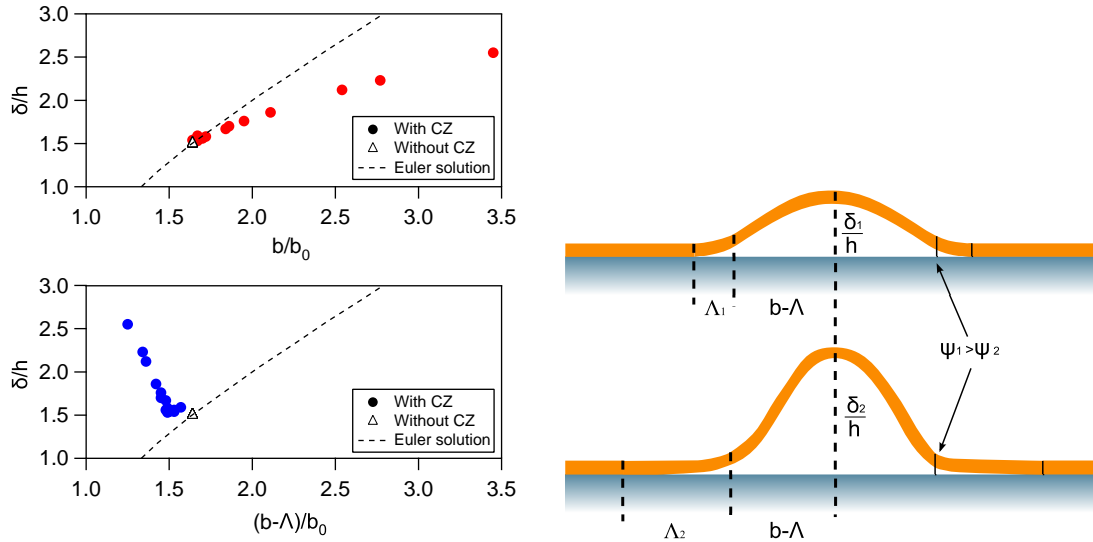 3.0
2.5
2.0
1.5
1.0
δ/h
With CZ
Without CZ
Euler solution
1.0 1.5 2.0 2.5 3.0 3.5
b/b0
3.0
2.5
2.0
1.5
1.0
δ/h
With CZ
Without CZ
Euler solution
1.0 1.5 2.0 2.5 3.0 3.5
(b-Λ)/b0
δ1
h
Λ1 b-Λ
ψ1>ψ2
δ2
h
Λ2 b-Λ